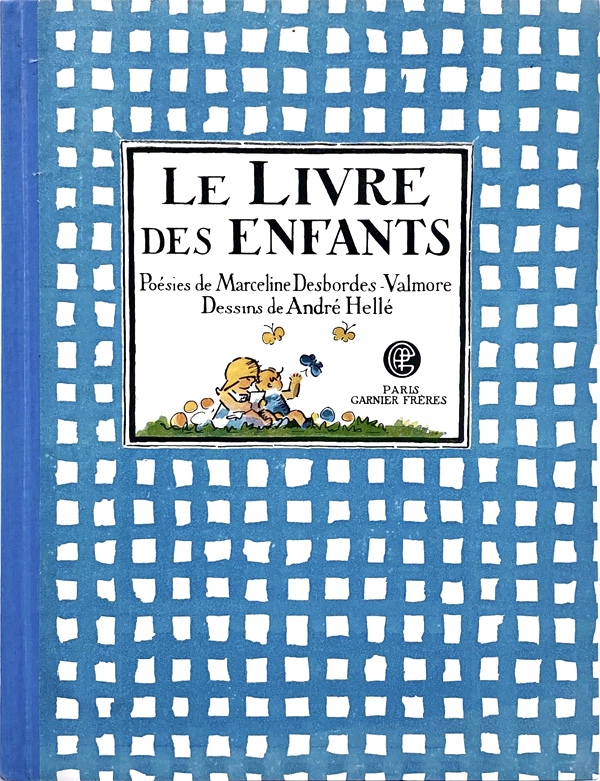 LE LIVRE
DES ENFANTS
Poésies de Marceline Desbordes-Valmore
Dessins de André Hellé
PARIS
GARNIER FRÈRES